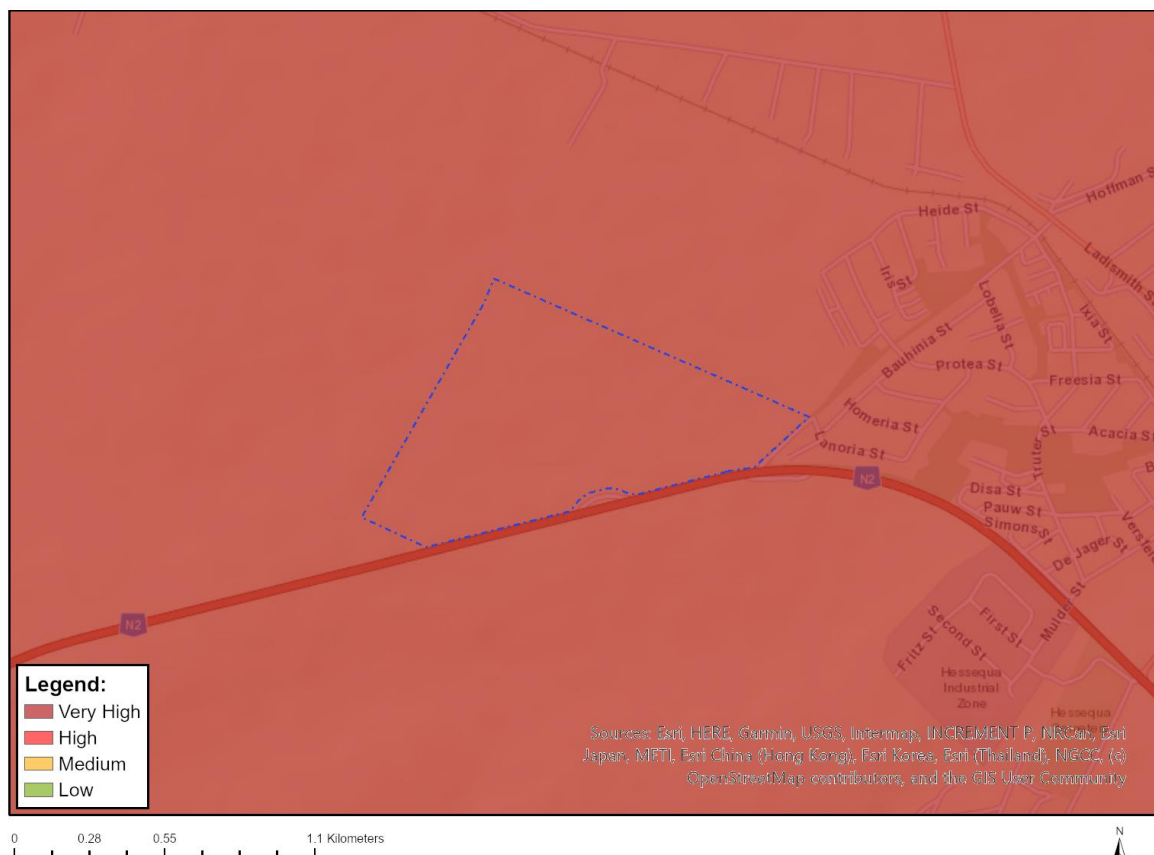 Hoffman S
Heide St
Ladismith S
Iris St
Lobelia St
Ixia St
Bauhinia St
Protea St
Freesia St
Homeria St
Truter St
Acacia St
Lanoria St
N2
Disa St
Pauw St
Simons St
De Jager St
Mulder St
N2
First St
Second St
Fritz St
Hessequa
Industrial
Zone
Hessequa
Legend:
Very High
High
Medium
Low
Sources: Esri, HERE, Garmin, USGS, Intermap, INCREMENT P, NRCan, Esri
Japan, METI, Esri China (Hong Kong), Esri Korea, Esri (Thailand), NGCC, (c)
OpenStreetMap contributors, and the GIS User Community
0 0.28 0.55 1.1 Kilometers
N